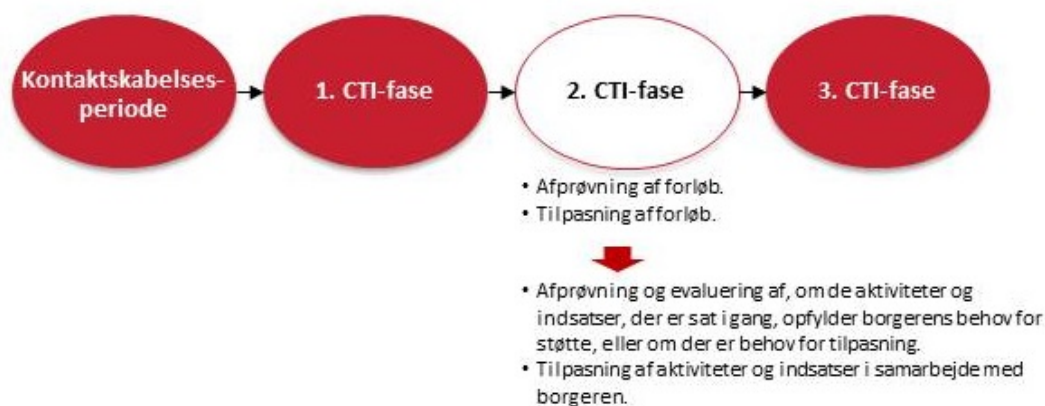 Kontaktskabelses-
periode
1. CTI-fase
2. CTI-fase
3. CTI-fase
• Afprøvning af forløb.
• Tilpasning af forløb.
• Afprøvning og evaluering af, om de aktiviteter og
indsatser, der er sat i gang, opfylder borgerens behov for
støtte, eller om der er behov for tilpasning.
• Tilpasning af aktiviteter og indsatser i samarbejde med
borgeren.